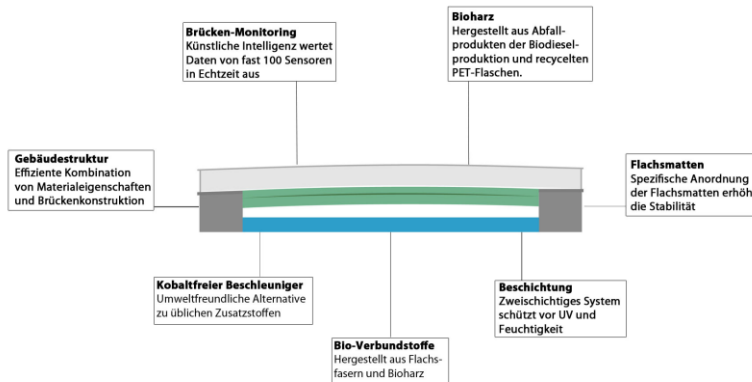 Brücken-Monitoring
Künstliche Intelligenz wertet
Daten von fast 100 Sensoren
in Echtzeit aus
Bioharz
Hergestellt aus Abfall-
produkten der Biodiesel-
produktion und recycelten
PET-Flaschen.
Gebäudestruktur
Effiziente Kombination
von Materialeigenschaften
und Brückenkonstruktion
Flachsmatten
Spezifische Anordnung
der Flachsmatten erhöh
die Stabilität
Kobaltfreier Beschleuniger
Umweltfreundliche Alternative
zu üblichen Zusatzstoffen
Beschichtung
Zweischichtiges System
schützt vor UV und
Feuchtigkeit
Bio-Verbundstoffe
Hergestellt aus Flachs-
fasern und Bioharz